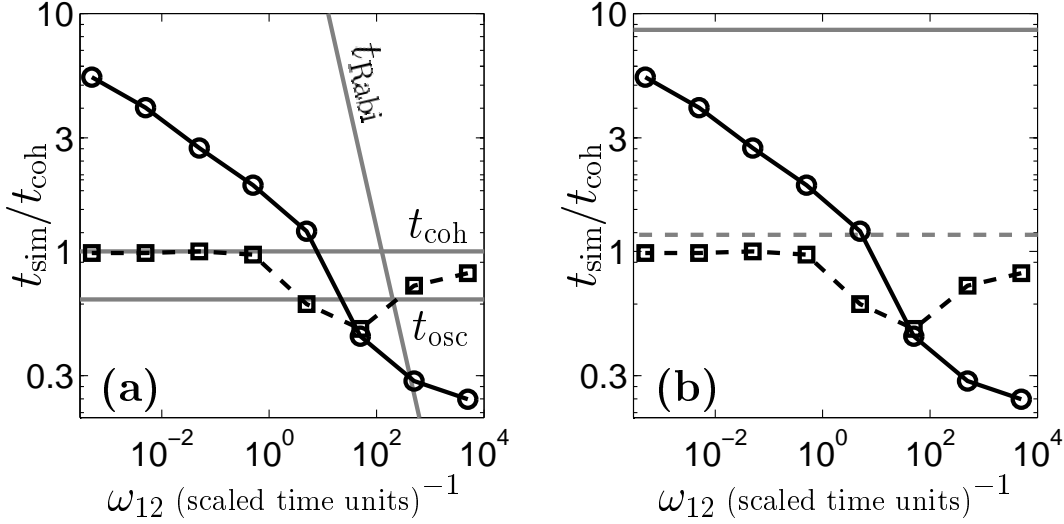 10
3
1
0.3
t_sim/t_coh
t_Rabi
t_coh
t_osc
(a)
10^−2
10^0
10^2
10^4
ω_12 (scaled time units)^−1
10
3
1
0.3
t_sim/t_coh
(b)
10^−2
10^0
10^2
10^4
ω_12 (scaled time units)^−1